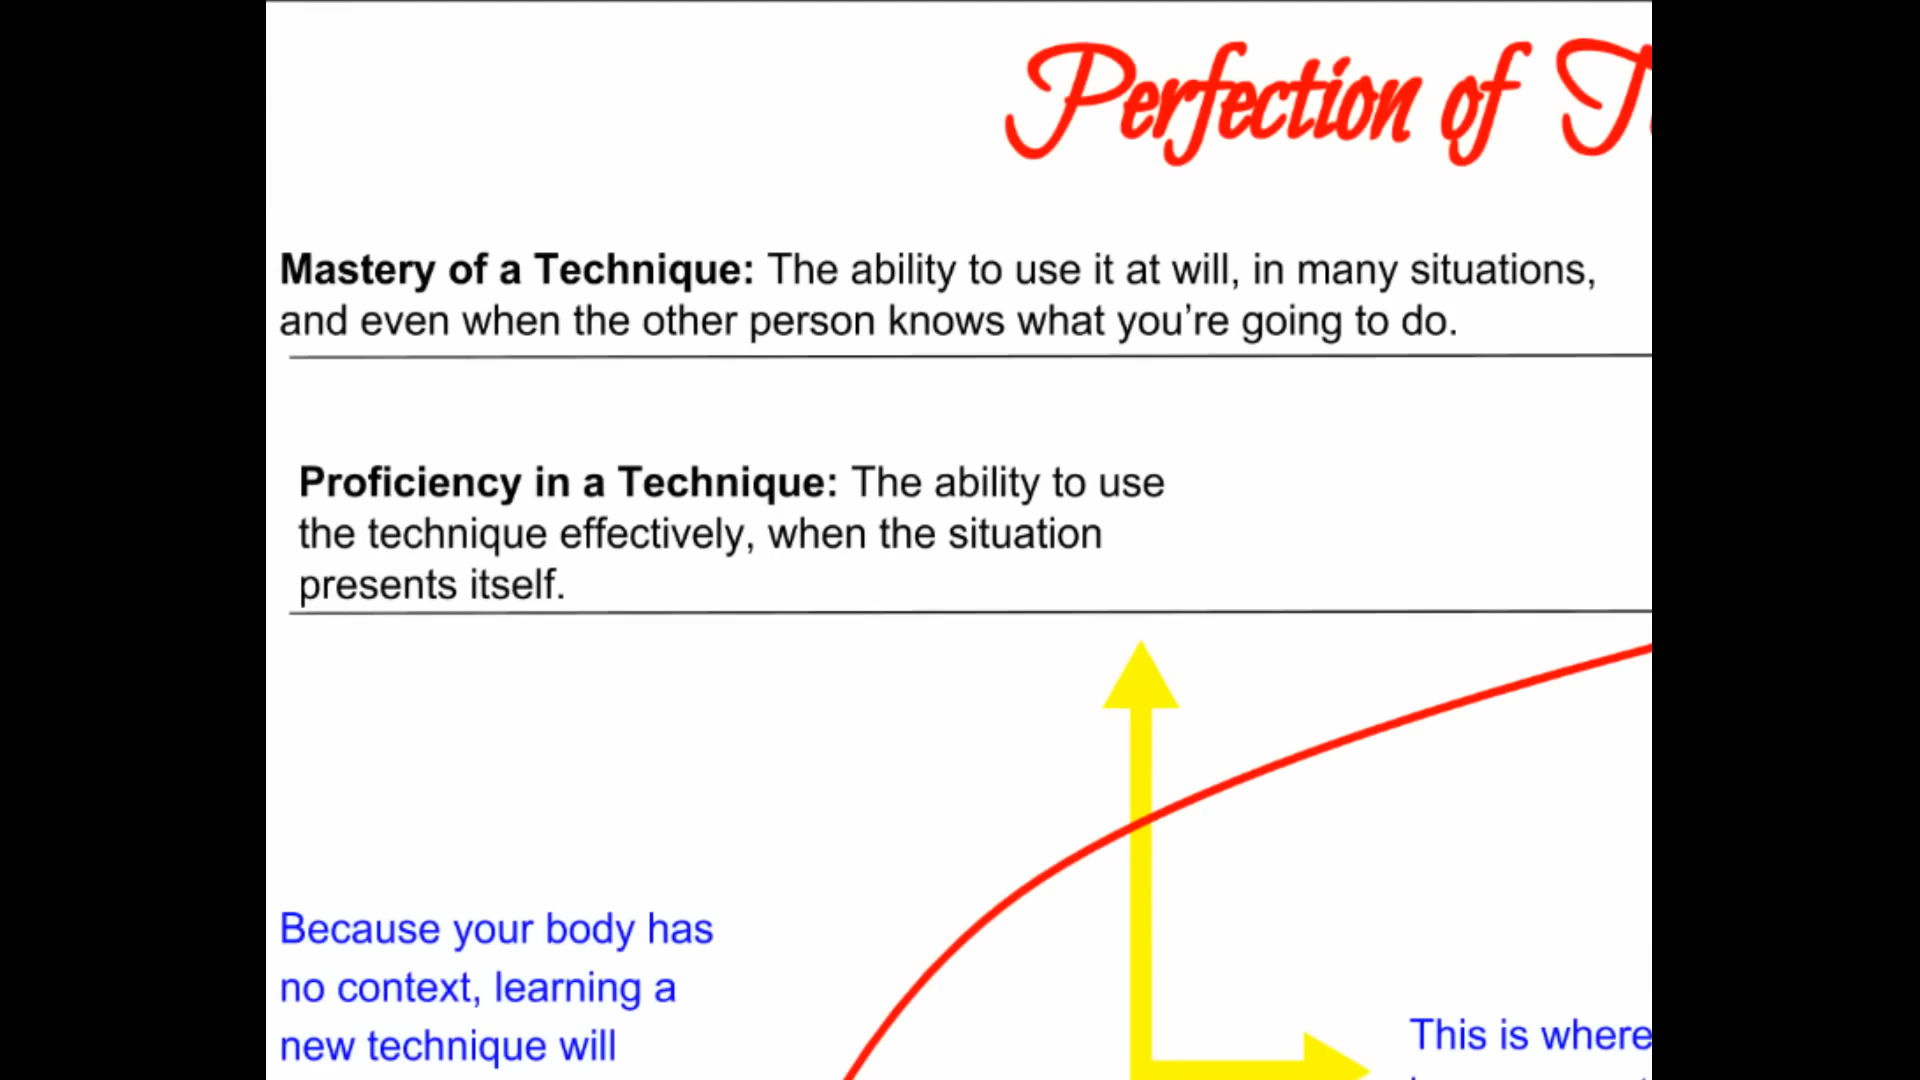 Perfection of
Mastery of a Technique: The ability to use it at will, in many situations,
and even when the other person knows what you’re going to do.
Proficiency in a Technique: The ability to use
the technique effectively, when the situation
presents itself.
Because your body has
no context, learning a
new technique will
This is where